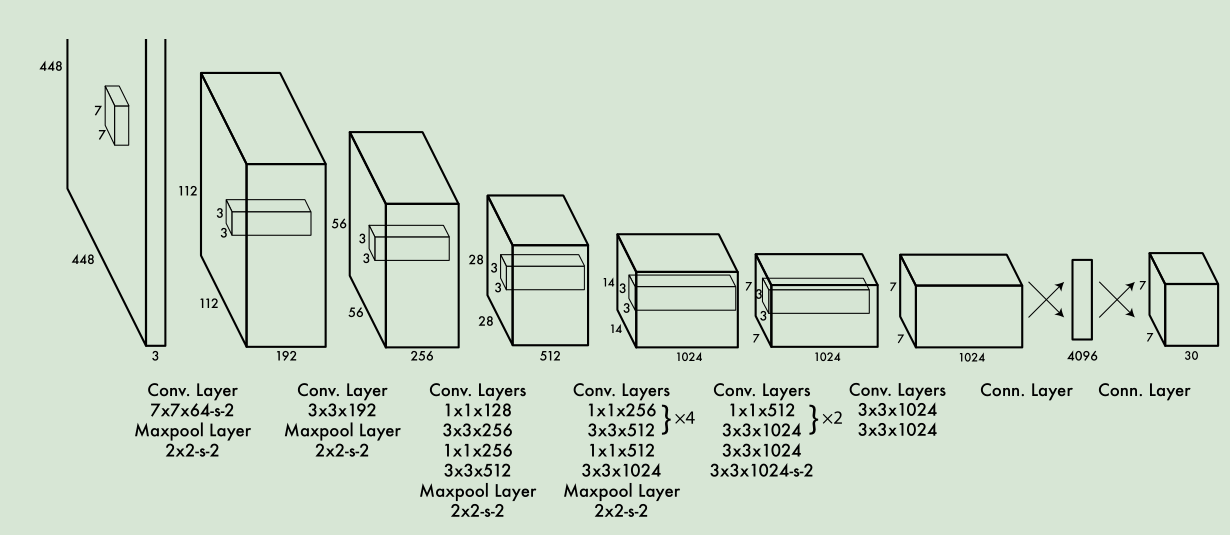 448
7
7
448
3
112
3
3
112
192
56
3
3
56
256
28
3
3
28
512
14
3
3
14
1024
7
3
3
7
1024
7
7
1024
4096
7
7
30
Conv. Layer
7x7x64-s-2
Maxpool Layer
2x2-s-2
Conv. Layer
3x3x192
Maxpool Layer
2x2-s-2
Conv. Layers
1x1x128
3x3x256
1x1x256
3x3x512
Maxpool Layer
2x2-s-2
Conv. Layers
1x1x256
3x3x512 } ×4
1x1x512
3x3x1024
Maxpool Layer
2x2-s-2
Conv. Layers
1x1x512
3x3x1024 } ×2
3x3x1024
3x3x1024-s-2
Conv. Layers
3x3x1024
3x3x1024
Conn. Layer
Conn. Layer